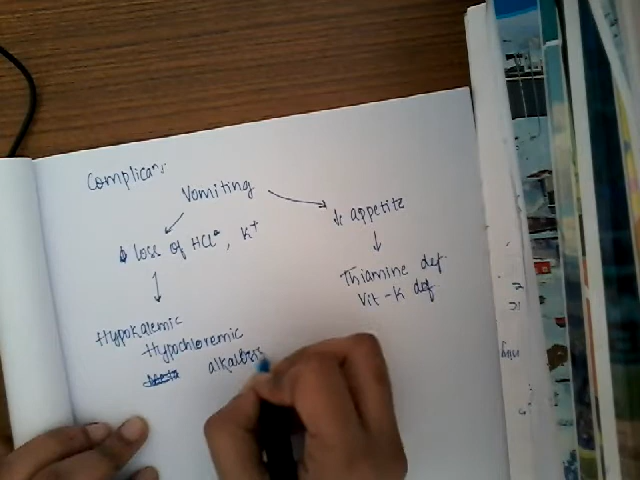 Complicans
Vomiting
loss of HCl, K+
↓ appetite
Thiamine def
Vit-K def
Hypokalemic
Hypochloremic
alkalosis